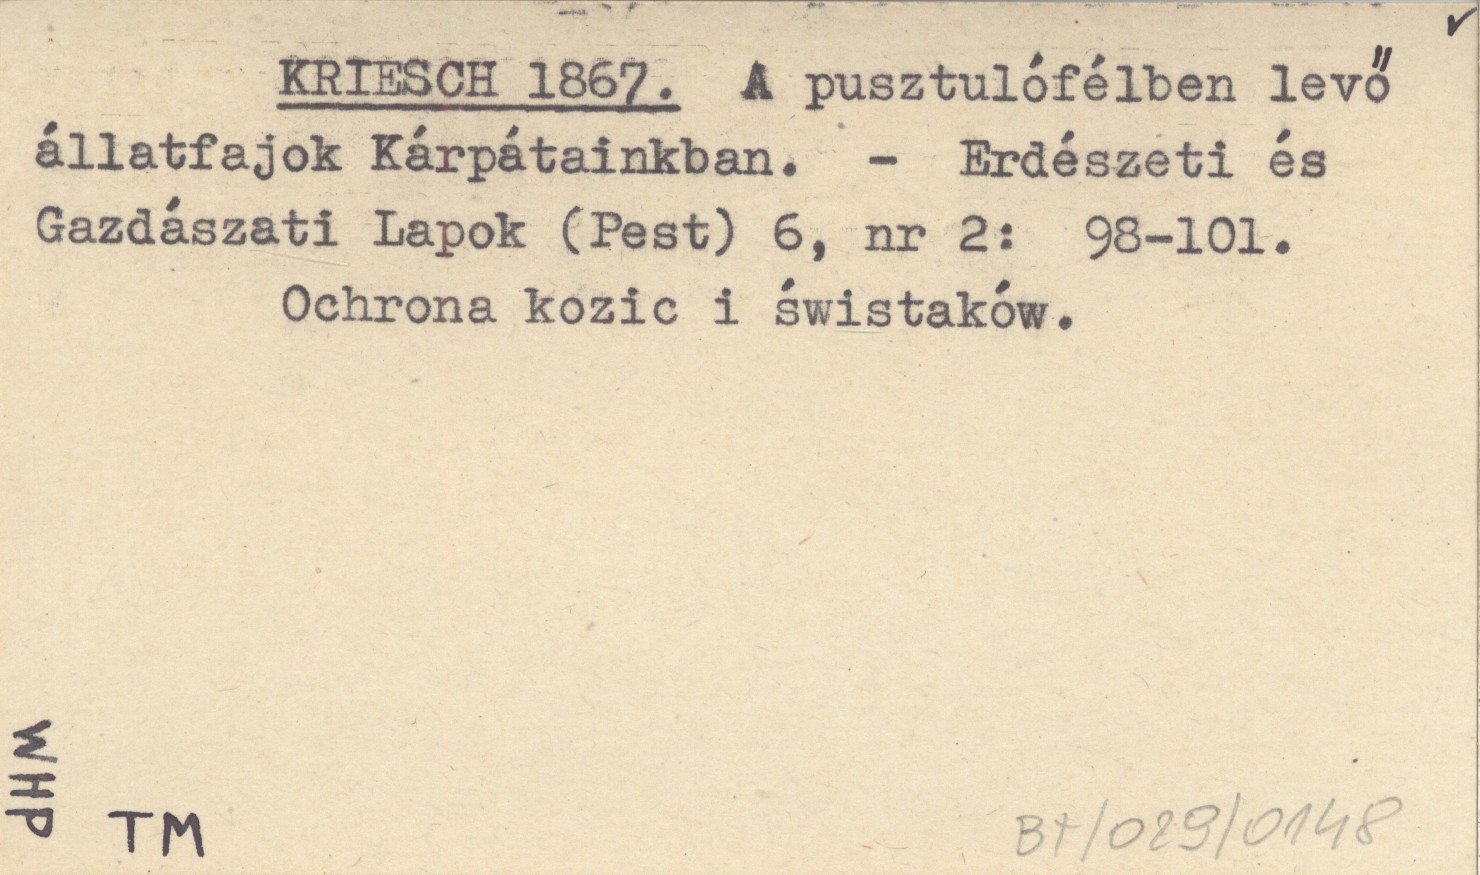 ✓
KRIESCH 1867. A pusztulófélben levő
állatfajok Kárpátainkban. - Erdészeti és
Gazdászati Lapok (Pest) 6, nr 2: 98-101.
Ochrona kozic i świstaków.
WHP
TM
BT/029/0148